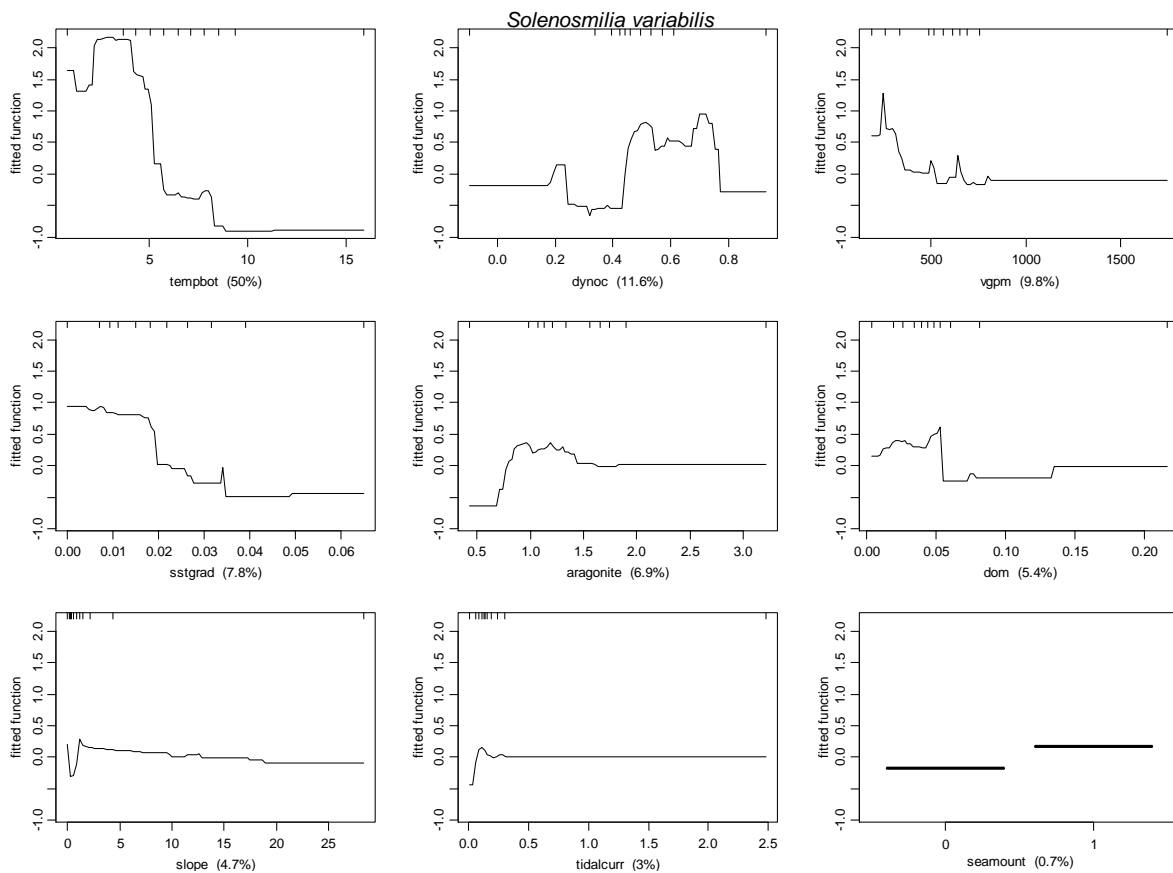 Solenosmilia variabilis
fitted function
-1.0 0.0 0.5 1.0 1.5 2.0
5 10 15
tempbot (50%)
fitted function
-1.0 0.0 0.5 1.0 1.5 2.0
0.0 0.2 0.4 0.6 0.8
dynoc (11.6%)
fitted function
-1.0 0.0 0.5 1.0 1.5 2.0
500 1000 1500
vgpm (9.8%)
fitted function
-1.0 0.0 0.5 1.0 1.5 2.0
0.00 0.01 0.02 0.03 0.04 0.05 0.06
sstgrad (7.8%)
fitted function
-1.0 0.0 0.5 1.0 1.5 2.0
0.5 1.0 1.5 2.0 2.5 3.0
aragonite (6.9%)
fitted function
-1.0 0.0 0.5 1.0 1.5 2.0
0.00 0.05 0.10 0.15 0.20
dom (5.4%)
fitted function
-1.0 0.0 0.5 1.0 1.5 2.0
0 5 10 15 20 25
slope (4.7%)
fitted function
-1.0 0.0 0.5 1.0 1.5 2.0
0.0 0.5 1.0 1.5 2.0 2.5
tidalcurr (3%)
fitted function
-1.0 0.0 0.5 1.0 1.5 2.0
0 1
seamount (0.7%)